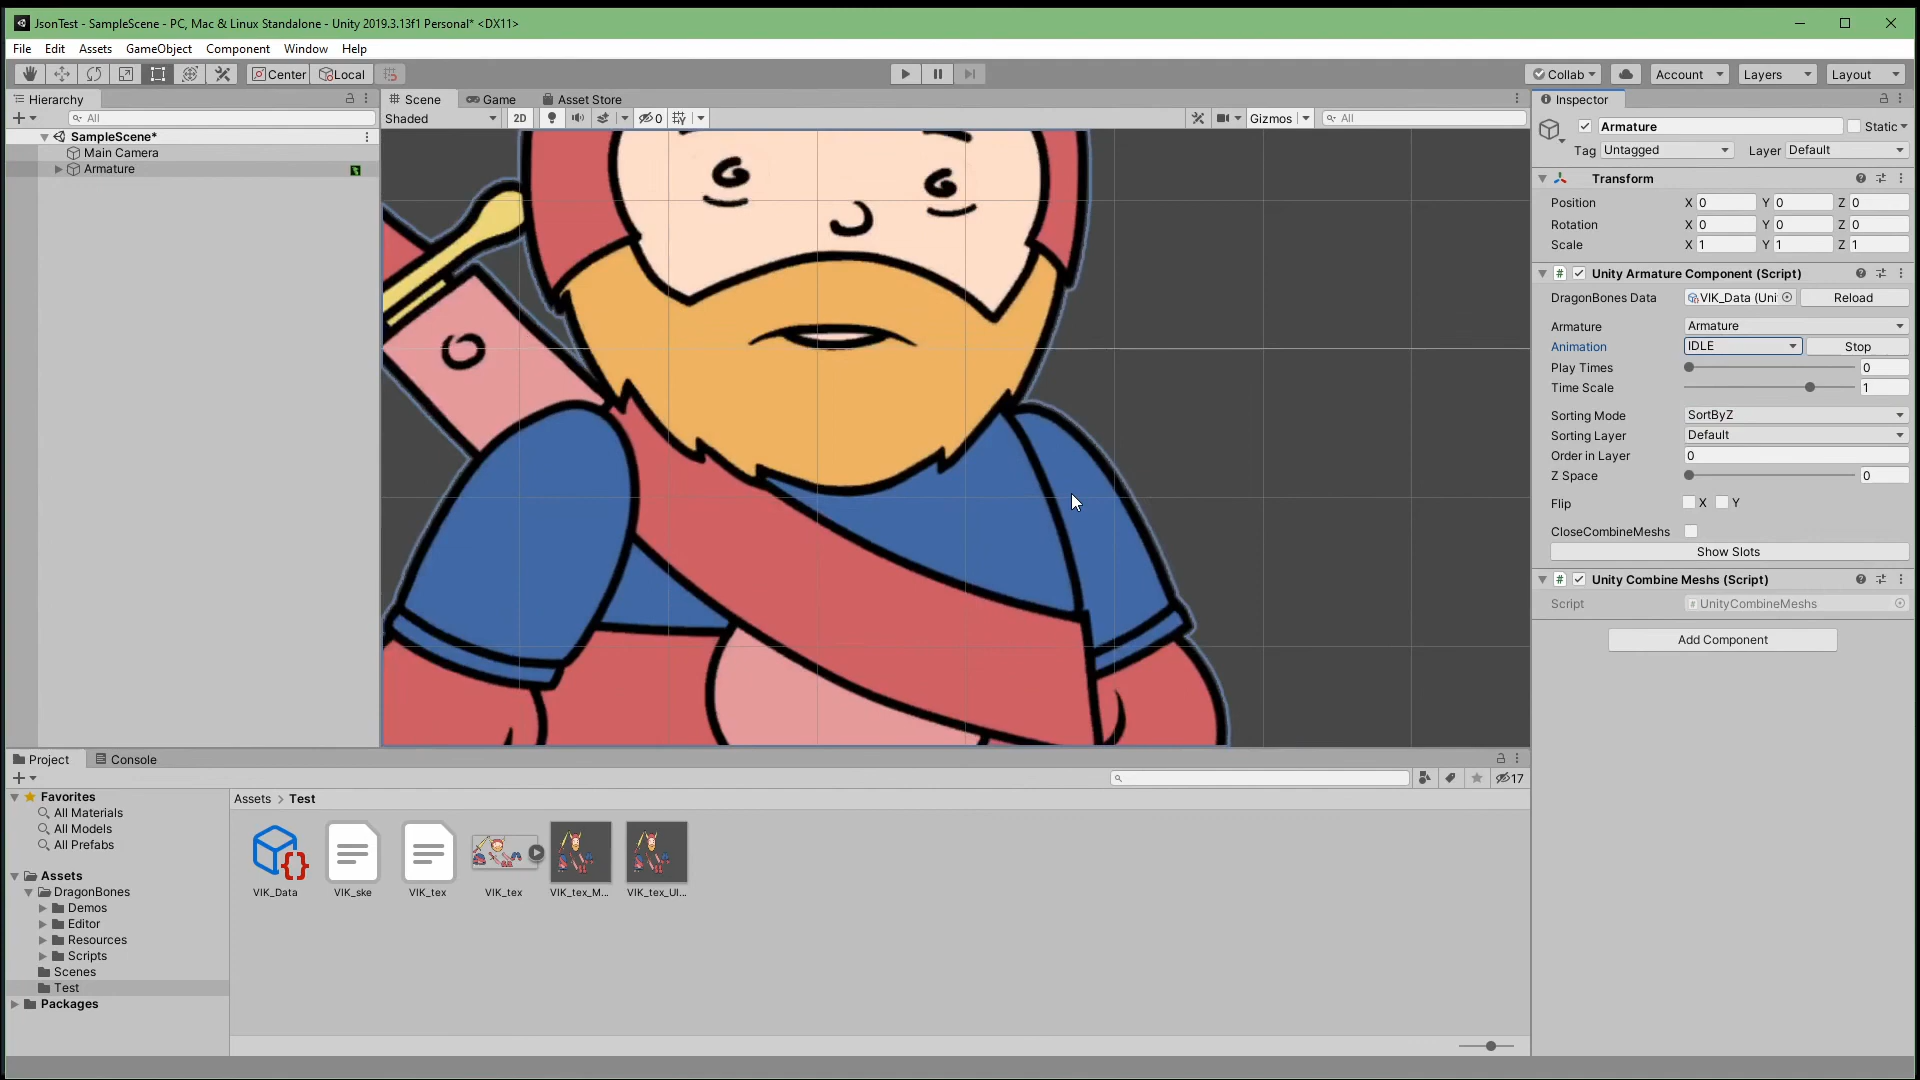 JsonTest - SampleScene - PC, Mac & Linux Standalone - Unity 2019.3.13f1 Personal* <DX11>
File Edit Assets GameObject Component Window Help
Center Local Collab Account Layers Layout
Hierarchy
All
SampleScene*
Main Camera
Armature
Scene Game Asset Store
Shaded 2D 0 Gizmos All
Inspector
Armature Static
Tag Untagged Layer Default
Transform
Position X 0 Y 0 Z 0
Rotation X 0 Y 0 Z 0
Scale X 1 Y 1 Z 1
Unity Armature Component (Script)
DragonBones Data VIK_Data (Uni Reload
Armature Armature
Animation IDLE Stop
Play Times 0
Time Scale 1
Sorting Mode SortByZ
Sorting Layer Default
Order in Layer 0
Z Space 0
Flip X Y
CloseCombineMeshs
Show Slots
Unity Combine Meshs (Script)
Script UnityCombineMeshs
Add Component
Project Console
17
Favorites
All Materials
All Models
All Prefabs
Assets
DragonBones
Demos
Editor
Resources
Scripts
Scenes
Test
Packages
Assets > Test
VIK_Data VIK_ske VIK_tex VIK_tex VIK_tex_M... VIK_tex_UI...